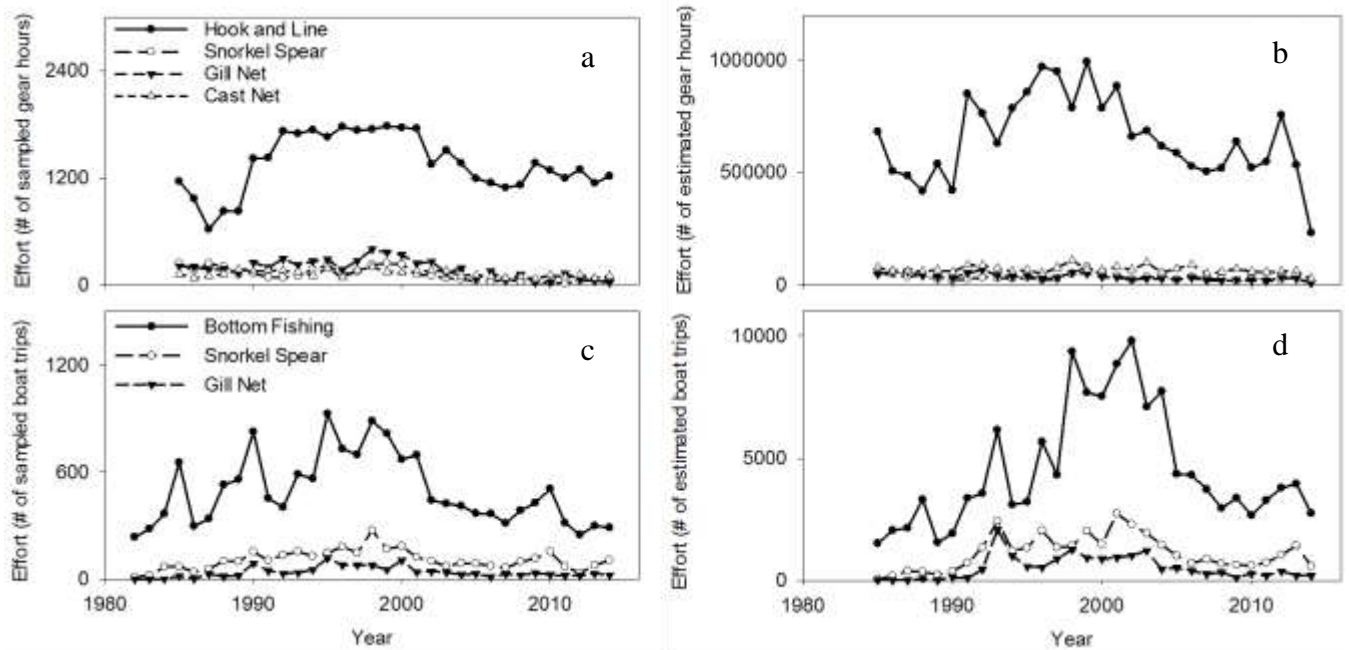 Effort (# of sampled gear hours)
2400
1200
0
Hook and Line
Snorkel Spear
Gill Net
Cast Net
a
Effort (# of estimated gear hours)
1000000
500000
0
b
Effort (# of sampled boat trips)
1200
600
0
Bottom Fishing
Snorkel Spear
Gill Net
c
1980 1990 2000 2010
Year
Effort (# of estimated boat trips)
10000
5000
0
d
1980 1990 2000 2010
Year